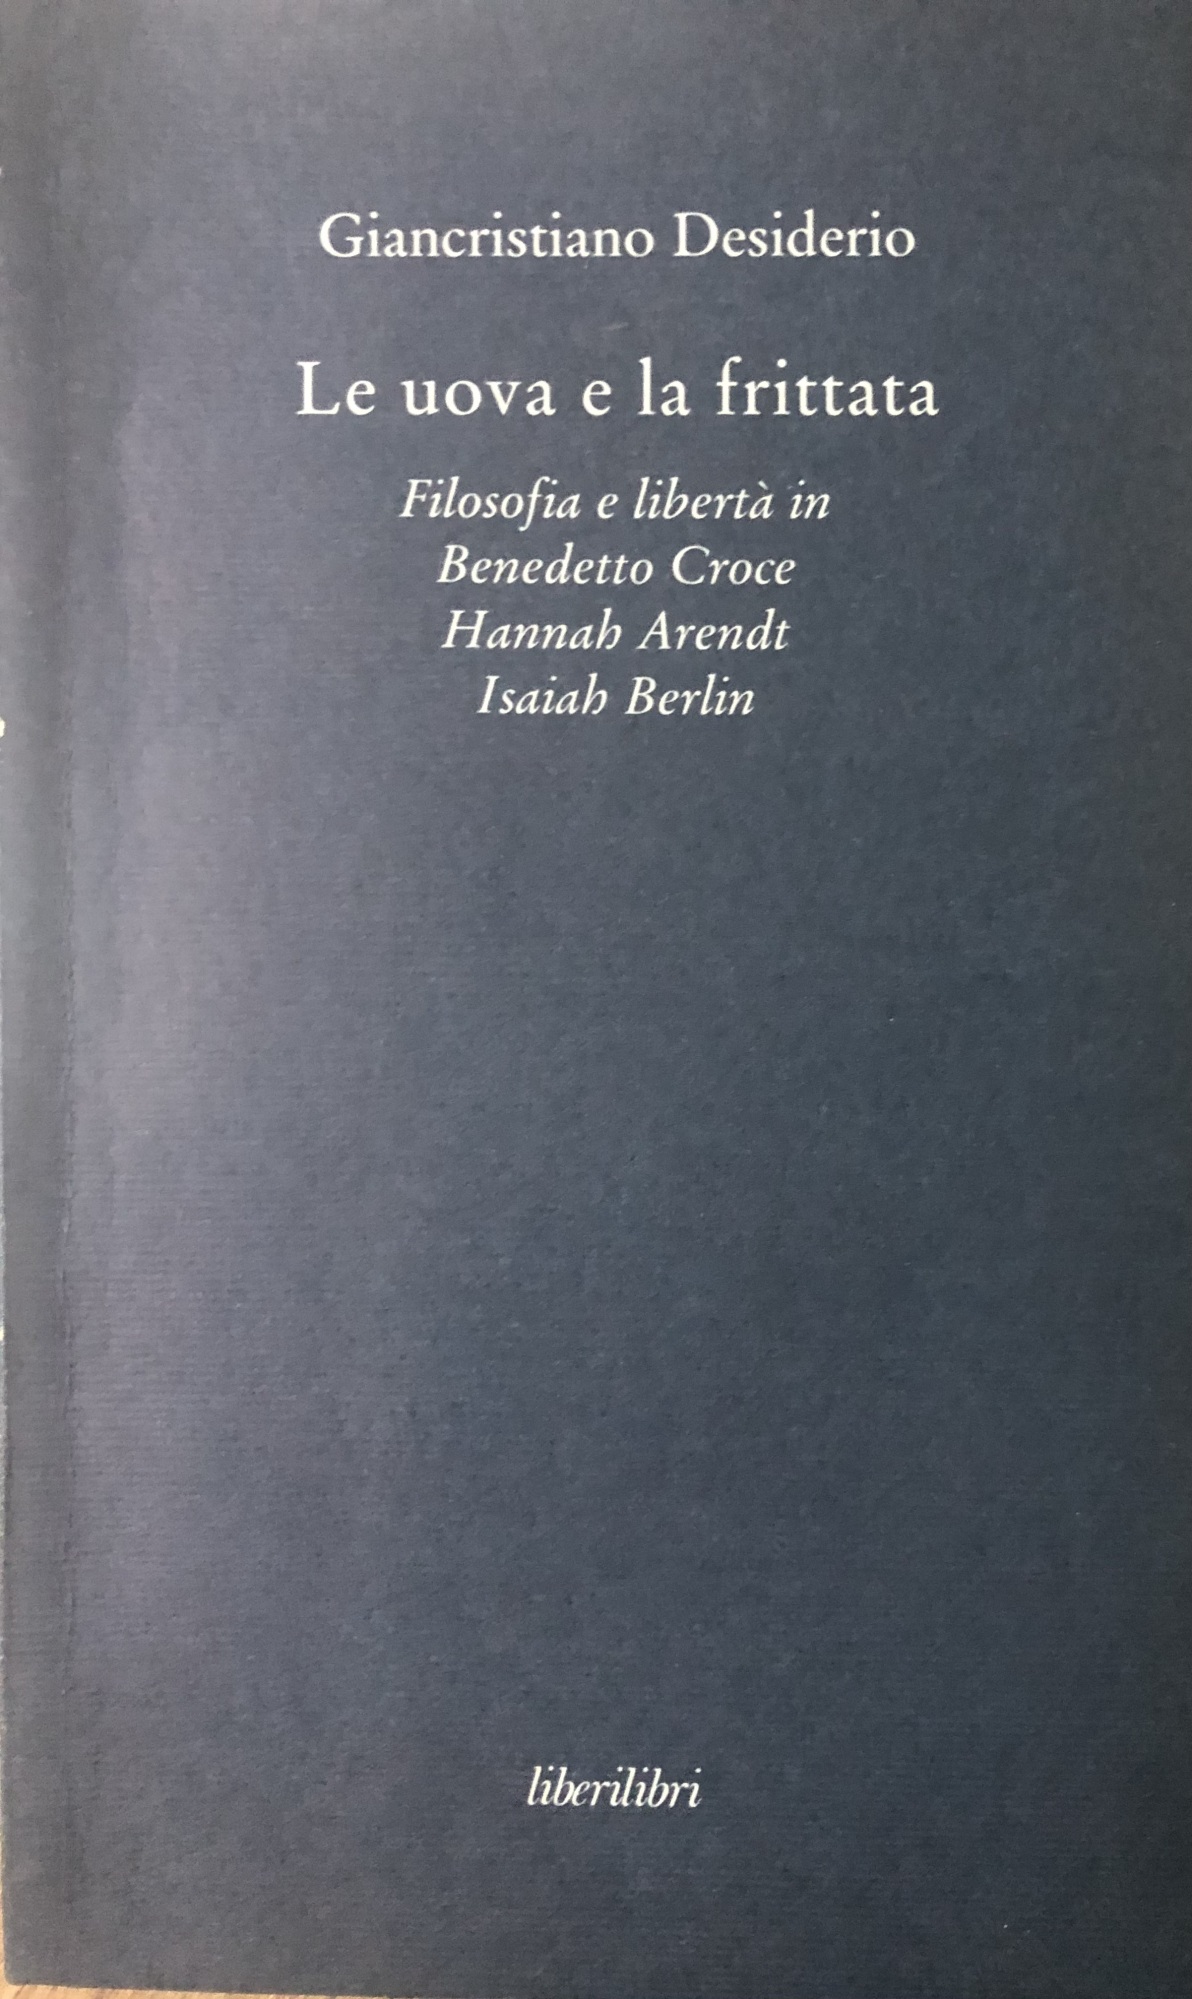 Giancristiano Desiderio
Le uova e la frittata
Filosofia e libertà in
Benedetto Croce
Hannah Arendt
Isaiah Berlin
liberilibri